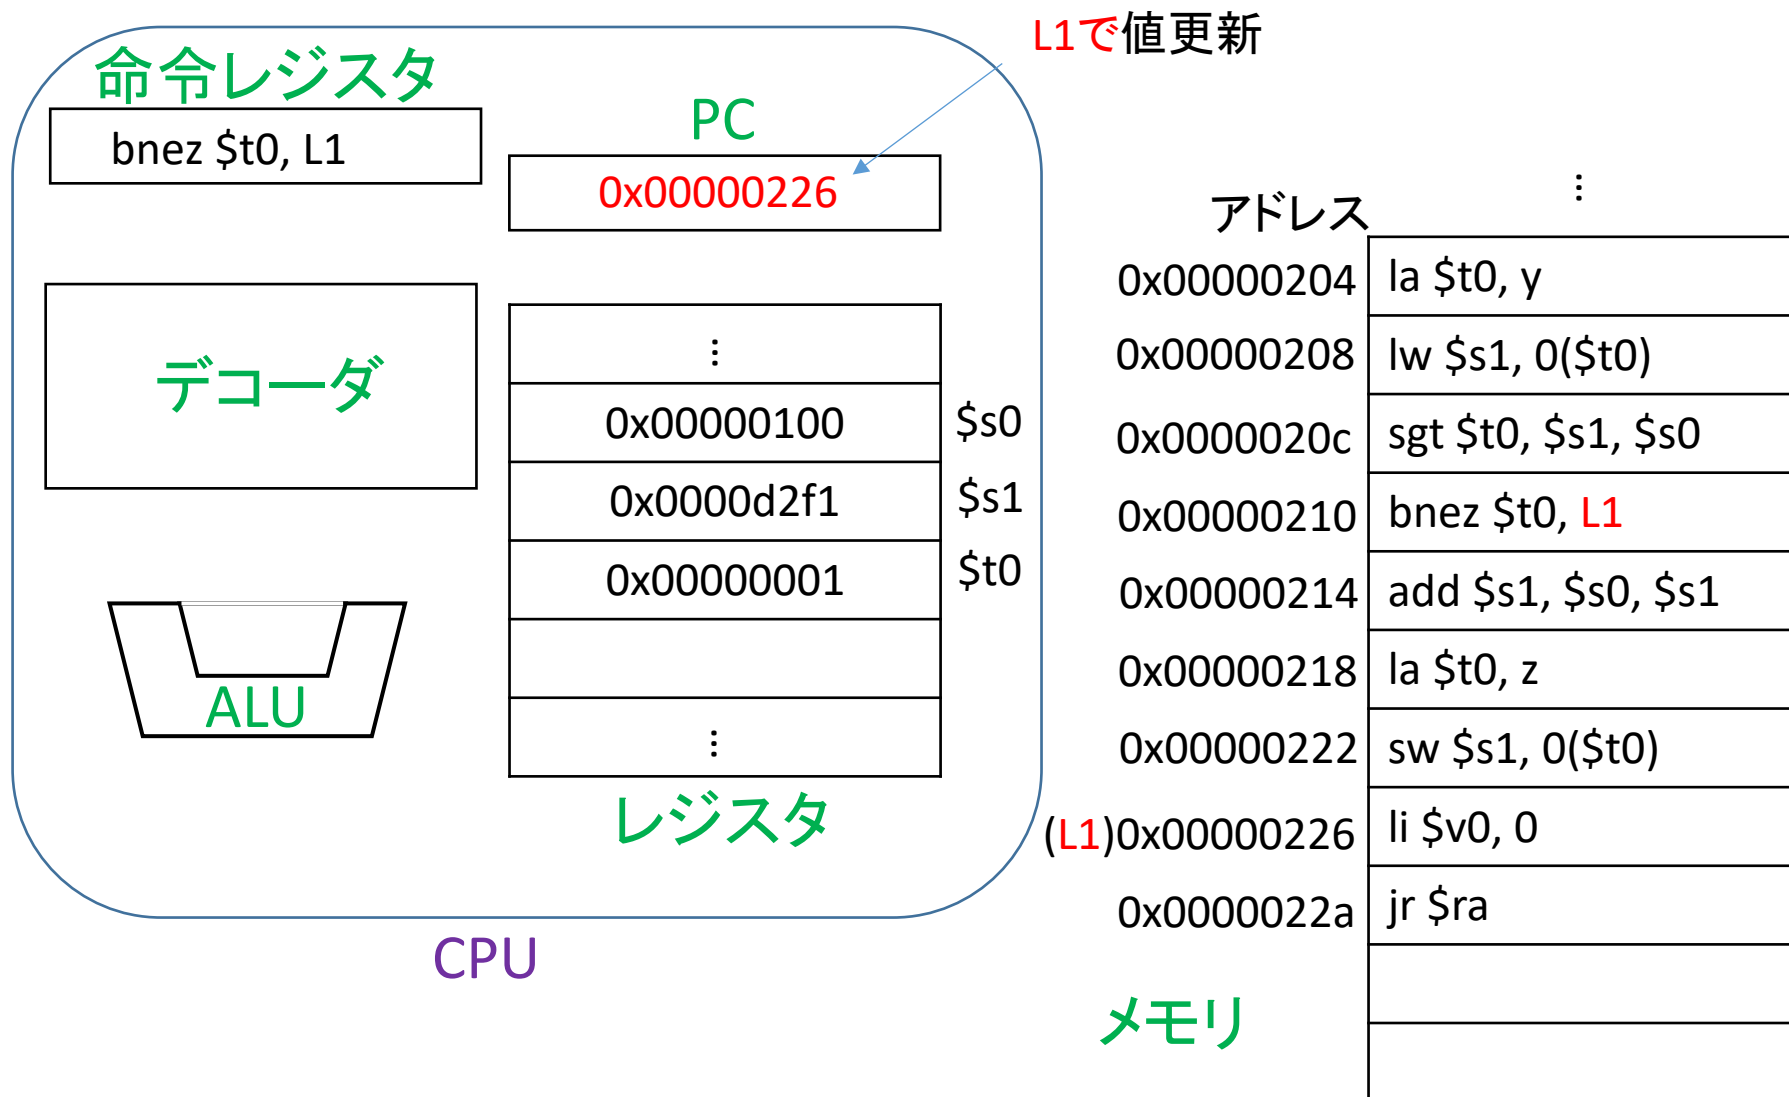 L1で値更新
命令レジスタ
bnez $t0, L1
PC
0x00000226
デコーダ
ALU
⋮
0x00000100 $s0
0x0000d2f1 $s1
0x00000001 $t0
⋮
レジスタ
CPU
⋮
アドレス
0x00000204 la $t0, y
0x00000208 lw $s1, 0($t0)
0x0000020c sgt $t0, $s1, $s0
0x00000210 bnez $t0, L1
0x00000214 add $s1, $s0, $s1
0x00000218 la $t0, z
0x00000222 sw $s1, 0($t0)
(L1)0x00000226 li $v0, 0
0x0000022a jr $ra
メモリ